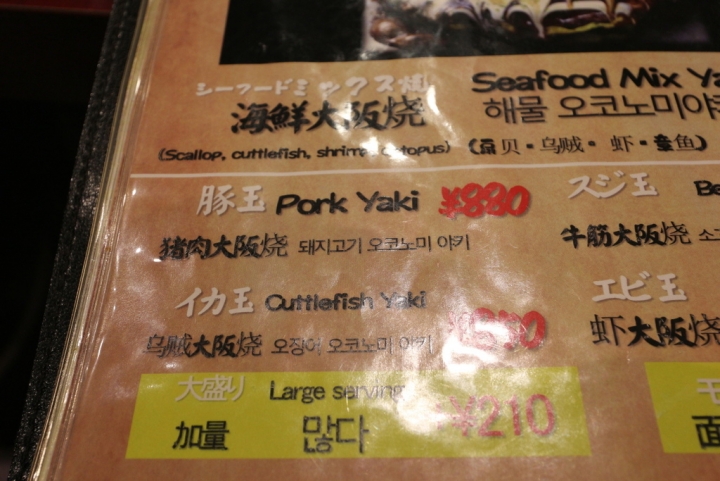 シーフードミックス焼 Seafood Mix Ya
海鮮大阪烧 해물 오코노미야
(Scallop, cuttlefish, shrimp, octopus) 贝・乌贼・ 虾・章鱼)
豚玉 Pork Yaki ¥880 スジ玉 Be
猪肉大阪烧 돼지고기 오코노미 야키 牛筋大阪烧 소
イカ玉 Cuttlefish Yaki エビ玉
乌贼大阪烧 오징어 오코노미 야키 虾大阪烧
大盛り Large serving モ
加量 많다 +¥210 面